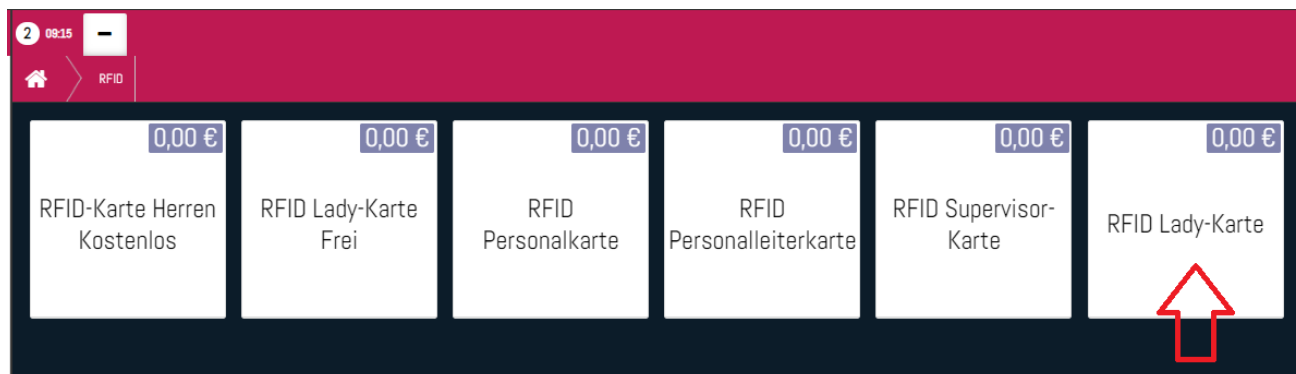 2 09:15 –
RFID
0,00 €
RFID-Karte Herren
Kostenlos
0,00 €
RFID Lady-Karte
Frei
0,00 €
RFID
Personalkarte
0,00 €
RFID
Personalleiterkarte
0,00 €
RFID Supervisor-
Karte
0,00 €
RFID Lady-Karte